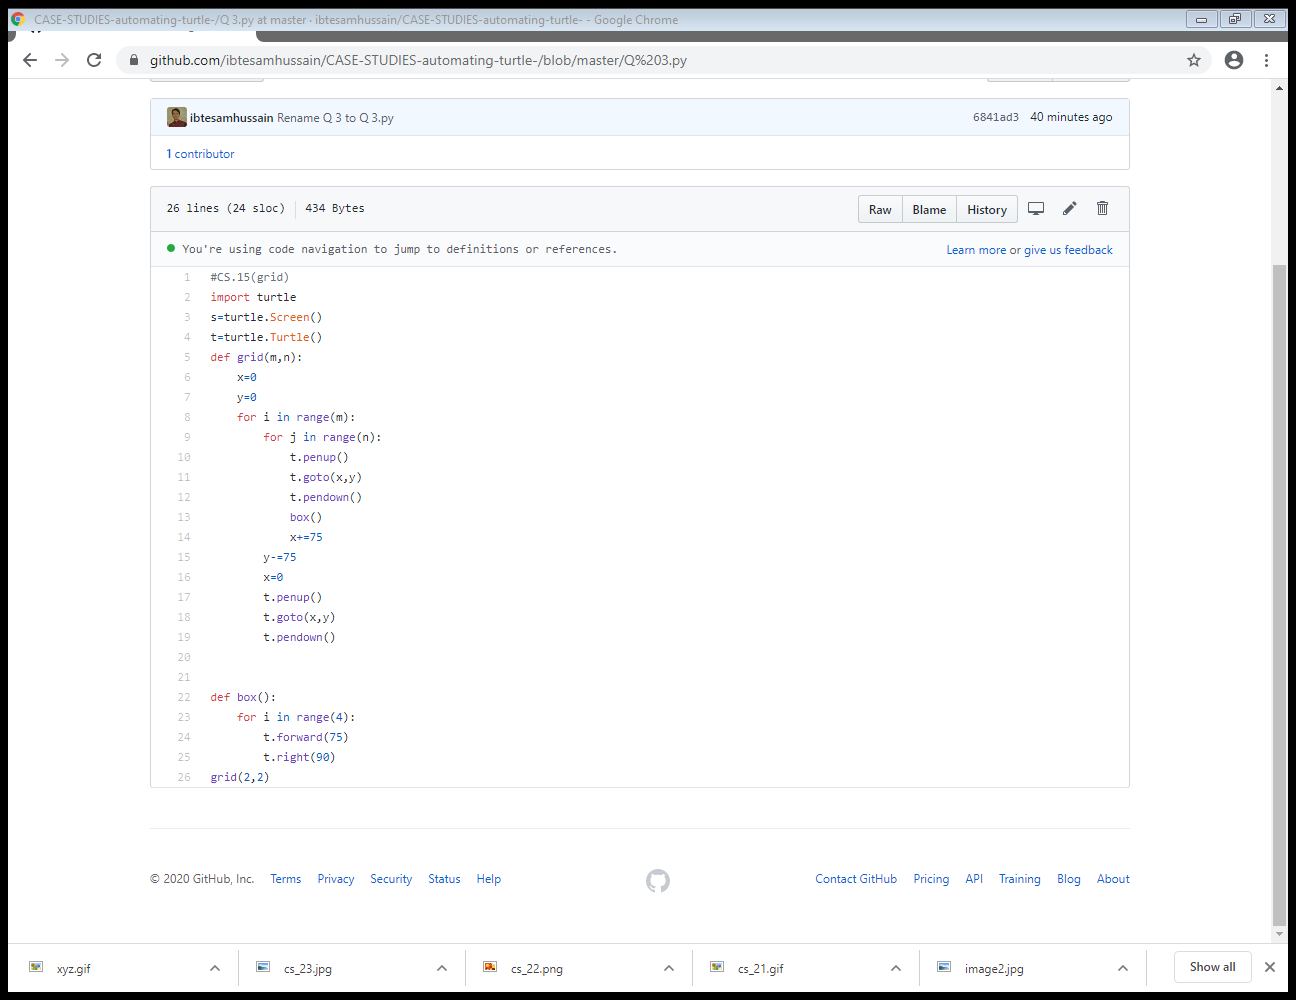 CASE-STUDIES-automating-turtle-/Q 3.py at master · ibtesamhussain/CASE-STUDIES-automating-turtle- - Google Chrome
github.com/ibtesamhussain/CASE-STUDIES-automating-turtle-/blob/master/Q%203.py
ibtesamhussain Rename Q 3 to Q 3.py 6841ad3 40 minutes ago
1 contributor
26 lines (24 sloc) 434 Bytes Raw Blame History
You're using code navigation to jump to definitions or references. Learn more or give us feedback
1 #CS.15(grid)
2 import turtle
3 s=turtle.Screen()
4 t=turtle.Turtle()
5 def grid(m,n):
6     x=0
7     y=0
8     for i in range(m):
9         for j in range(n):
10             t.penup()
11             t.goto(x,y)
12             t.pendown()
13             box()
14             x+=75
15         y-=75
16         x=0
17         t.penup()
18         t.goto(x,y)
19         t.pendown()
20
21
22 def box():
23     for i in range(4):
24         t.forward(75)
25         t.right(90)
26 grid(2,2)
© 2020 GitHub, Inc. Terms Privacy Security Status Help Contact GitHub Pricing API Training Blog About
xyz.gif cs_23.jpg cs_22.png cs_21.gif image2.jpg Show all